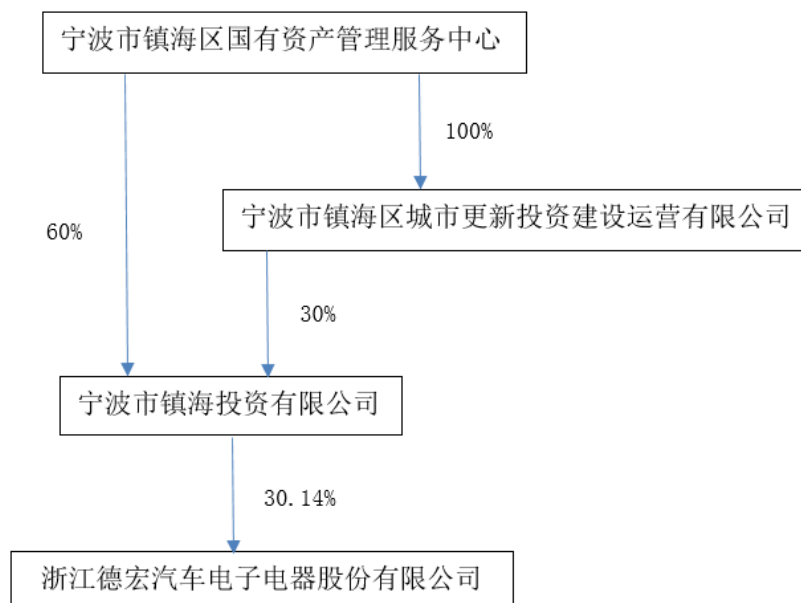 宁波市镇海区国有资产管理服务中心
100%
宁波市镇海区城市更新投资建设运营有限公司
60%
30%
宁波市镇海投资有限公司
30.14%
浙江德宏汽车电子电器股份有限公司